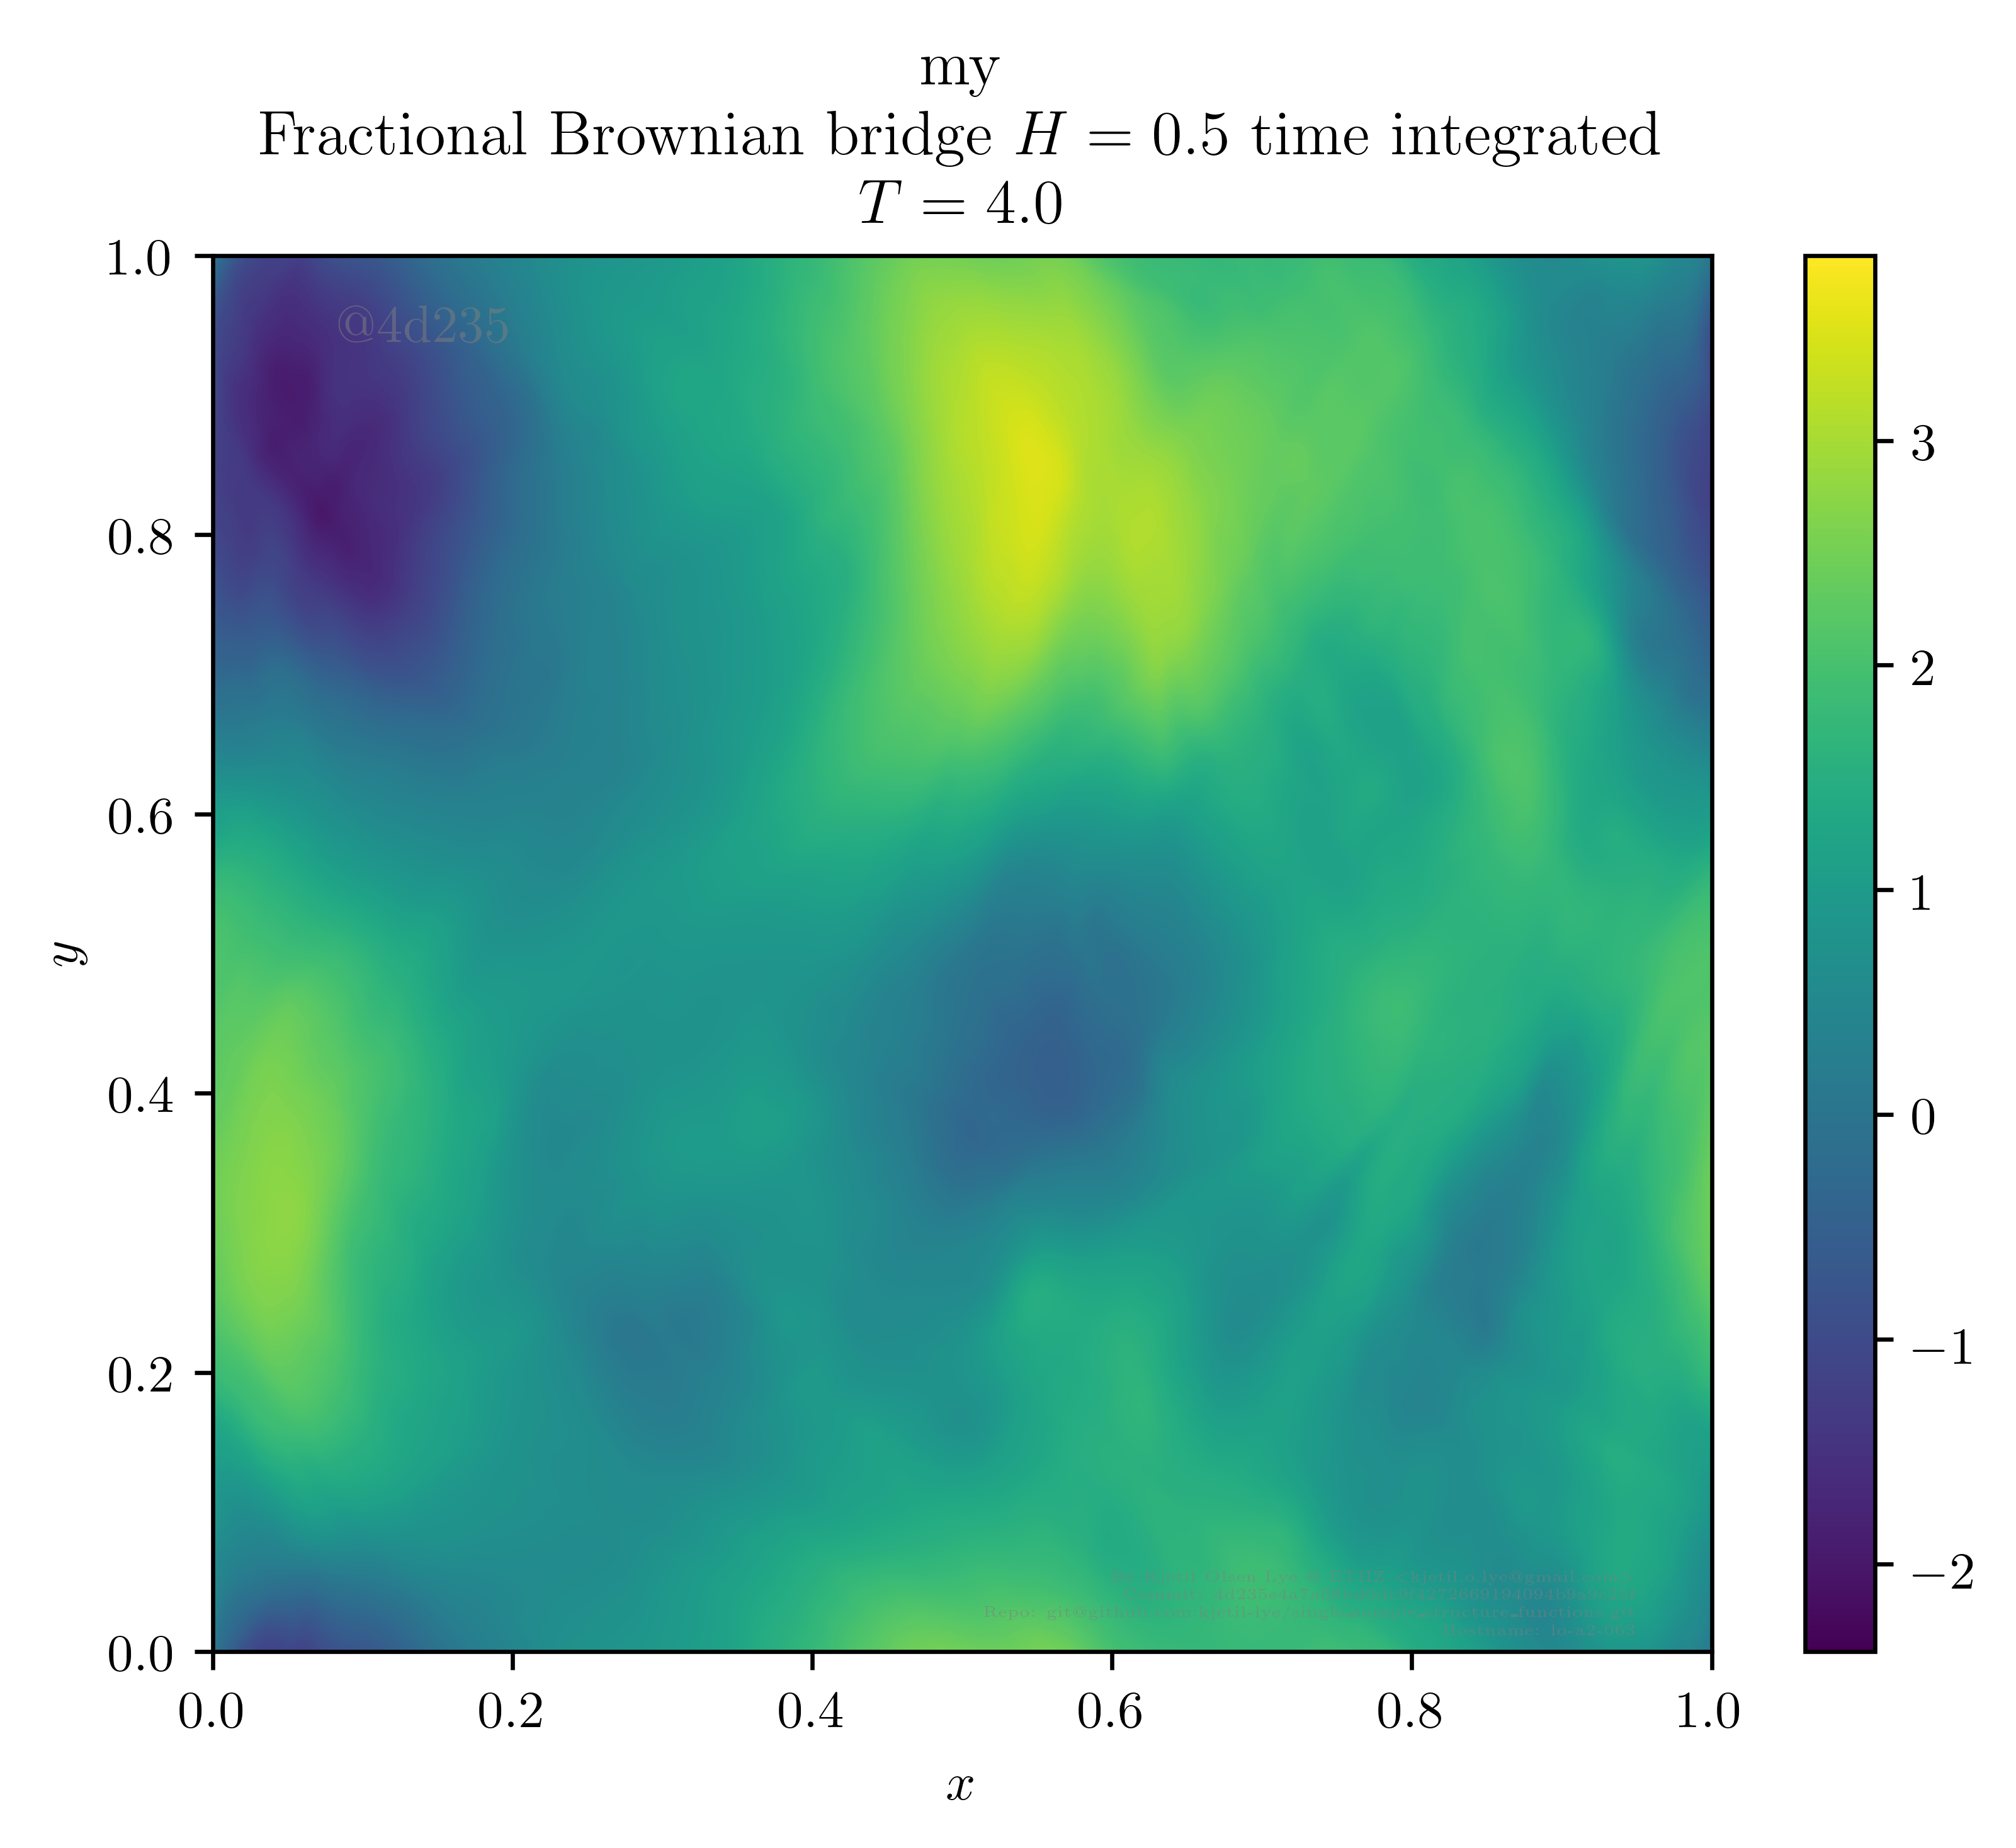 my
Fractional Brownian bridge H = 0.5 time integrated
T = 4.0
@4d235
1.0
0.8
0.6
0.4
0.2
0.0
y
0.0 0.2 0.4 0.6 0.8 1.0
x
3
2
1
0
−1
−2
Repo:
Hostname: